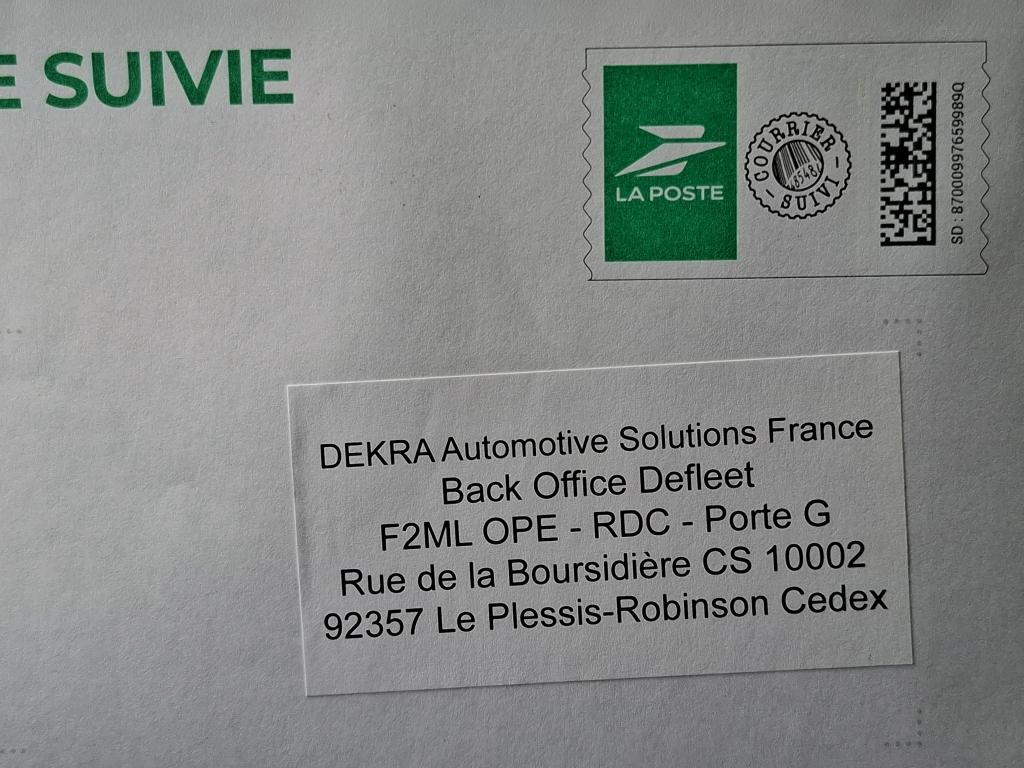 E SUIVIE
LA POSTE
COURRIER
8548
SUIVI
SD : 87000997659989Q
DEKRA Automotive Solutions France
Back Office Defleet
F2ML OPE - RDC - Porte G
Rue de la Boursidière CS 10002
92357 Le Plessis-Robinson Cedex